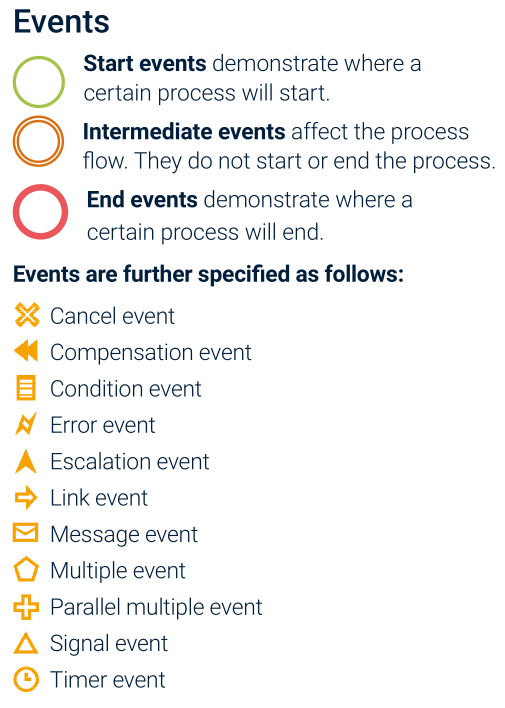 Events
Start events demonstrate where a
certain process will start.
Intermediate events affect the process
flow. They do not start or end the process.
End events demonstrate where a
certain process will end.
Events are further specified as follows:
Cancel event
Compensation event
Condition event
Error event
Escalation event
Link event
Message event
Multiple event
Parallel multiple event
Signal event
Timer event